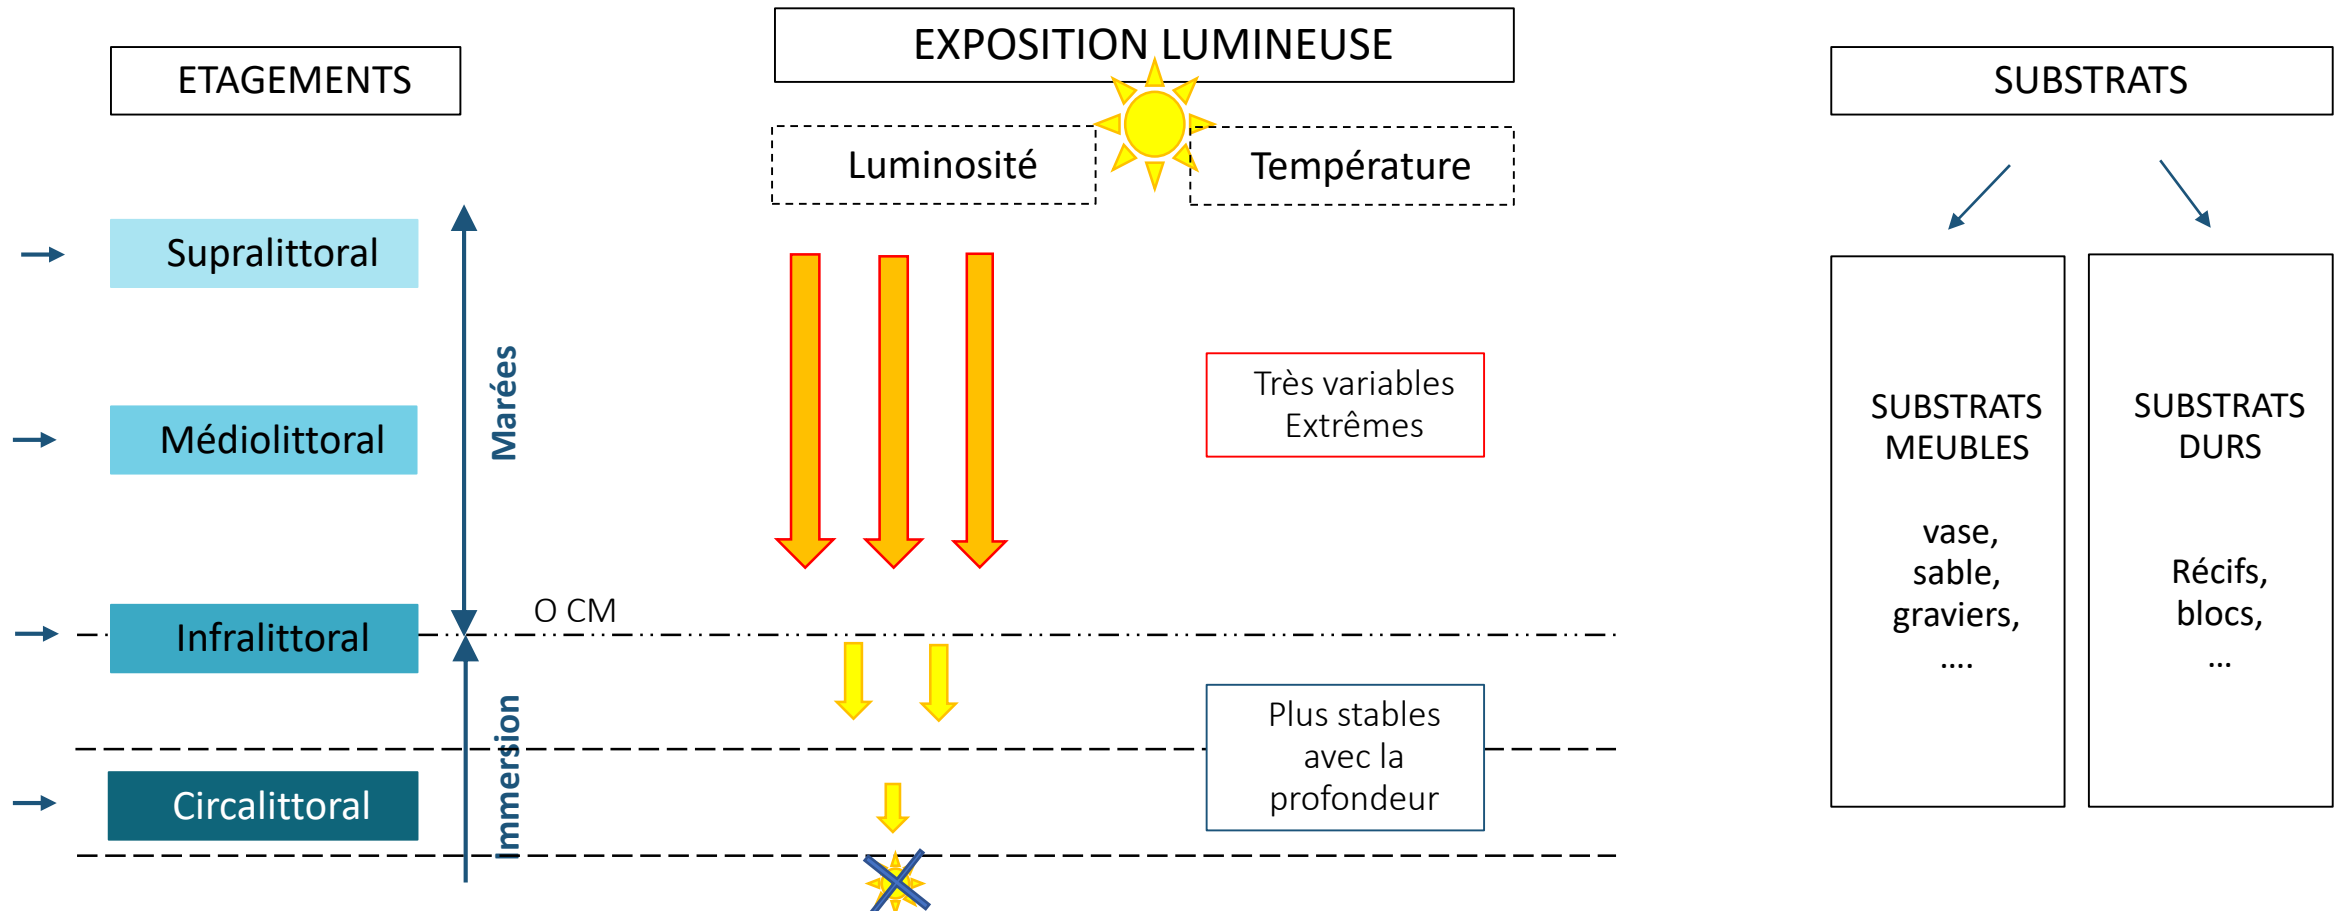 ETAGEMENTS
EXPOSITION LUMINEUSE
SUBSTRATS
Luminosité
Température
Supralittoral
Médiolittoral
Infralittoral
Circalittoral
Marées
Immersion
O CM
Très variables
Extrêmes
Plus stables
avec la
profondeur
SUBSTRATS
MEUBLES
vase,
sable,
graviers,
....
SUBSTRATS
DURS
Récifs,
blocs,
...